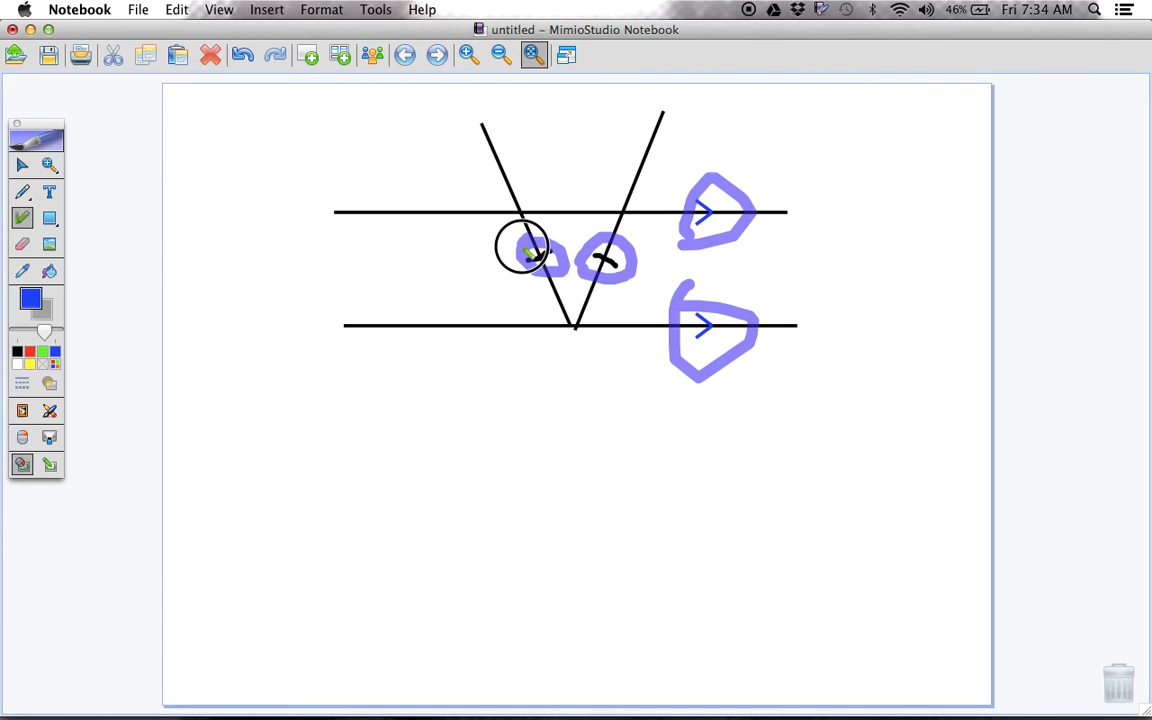 Notebook File Edit View Insert Format Tools Help 46% Fri 7:34 AM
untitled – MimioStudio Notebook
T